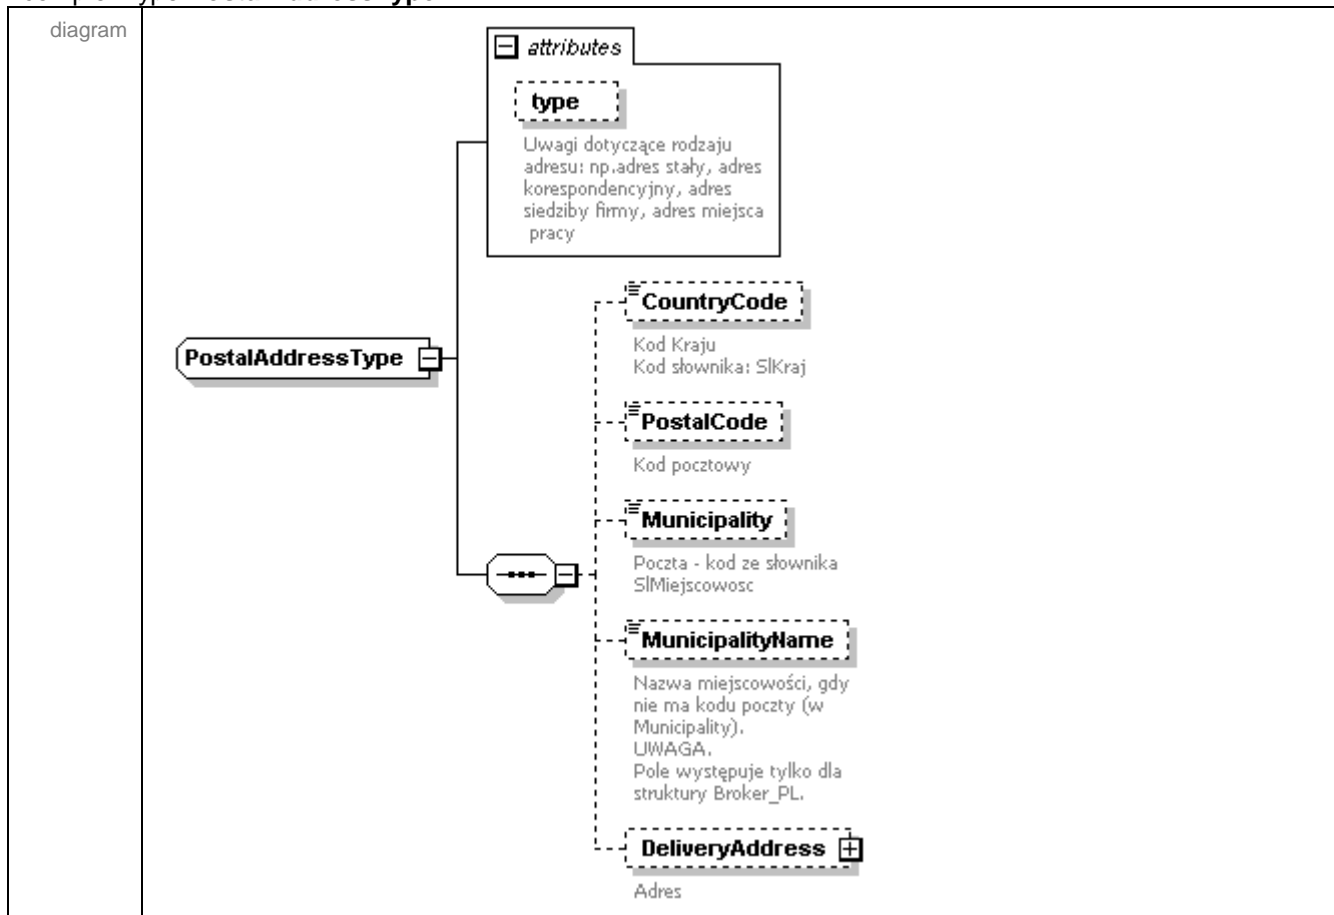 diagram
attributes
type
Uwagi dotyczące rodzaju
adresu: np.adres stały, adres
korespondencyjny, adres
siedziby firmy, adres miejsca
pracy
CountryCode
Kod Kraju
Kod słownika: SlKraj
PostalAddressType
PostalCode
Kod pocztowy
Municipality
Poczta - kod ze słownika
SlMiejscowosc
MunicipalityName
Nazwa miejscowości, gdy
nie ma kodu poczty (w
Municipality).
UWAGA.
Pole występuje tylko dla
struktury Broker_PL.
DeliveryAddress
Adres